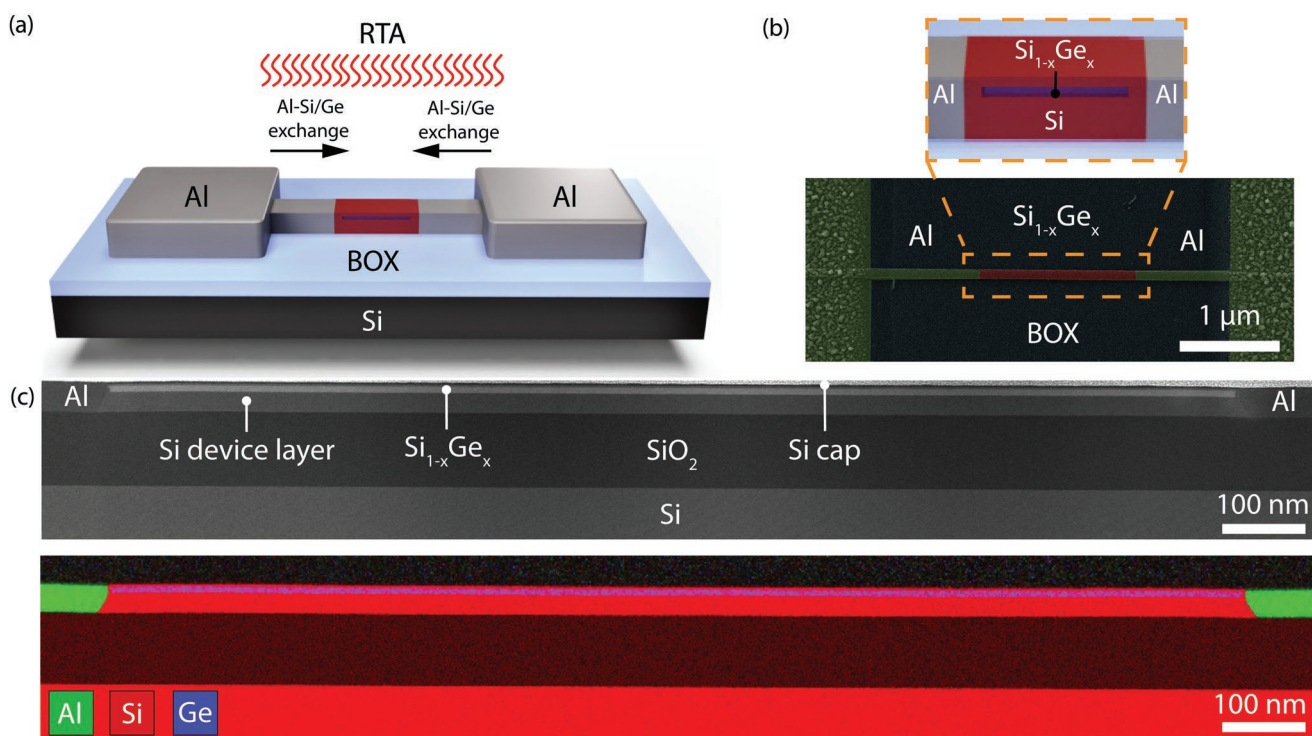 (a)
RTA
Al-Si/Ge
exchange
Al-Si/Ge
exchange
Al
Al
BOX
Si
(b)
Si₁₋ₓGeₓ
Al
Al
Si
Al
Si₁₋ₓGeₓ
Al
BOX
1 µm
(c)
Al
Al
Si device layer
Si₁₋ₓGeₓ
SiO₂
Si cap
Si
100 nm
Al
Si
Ge
100 nm